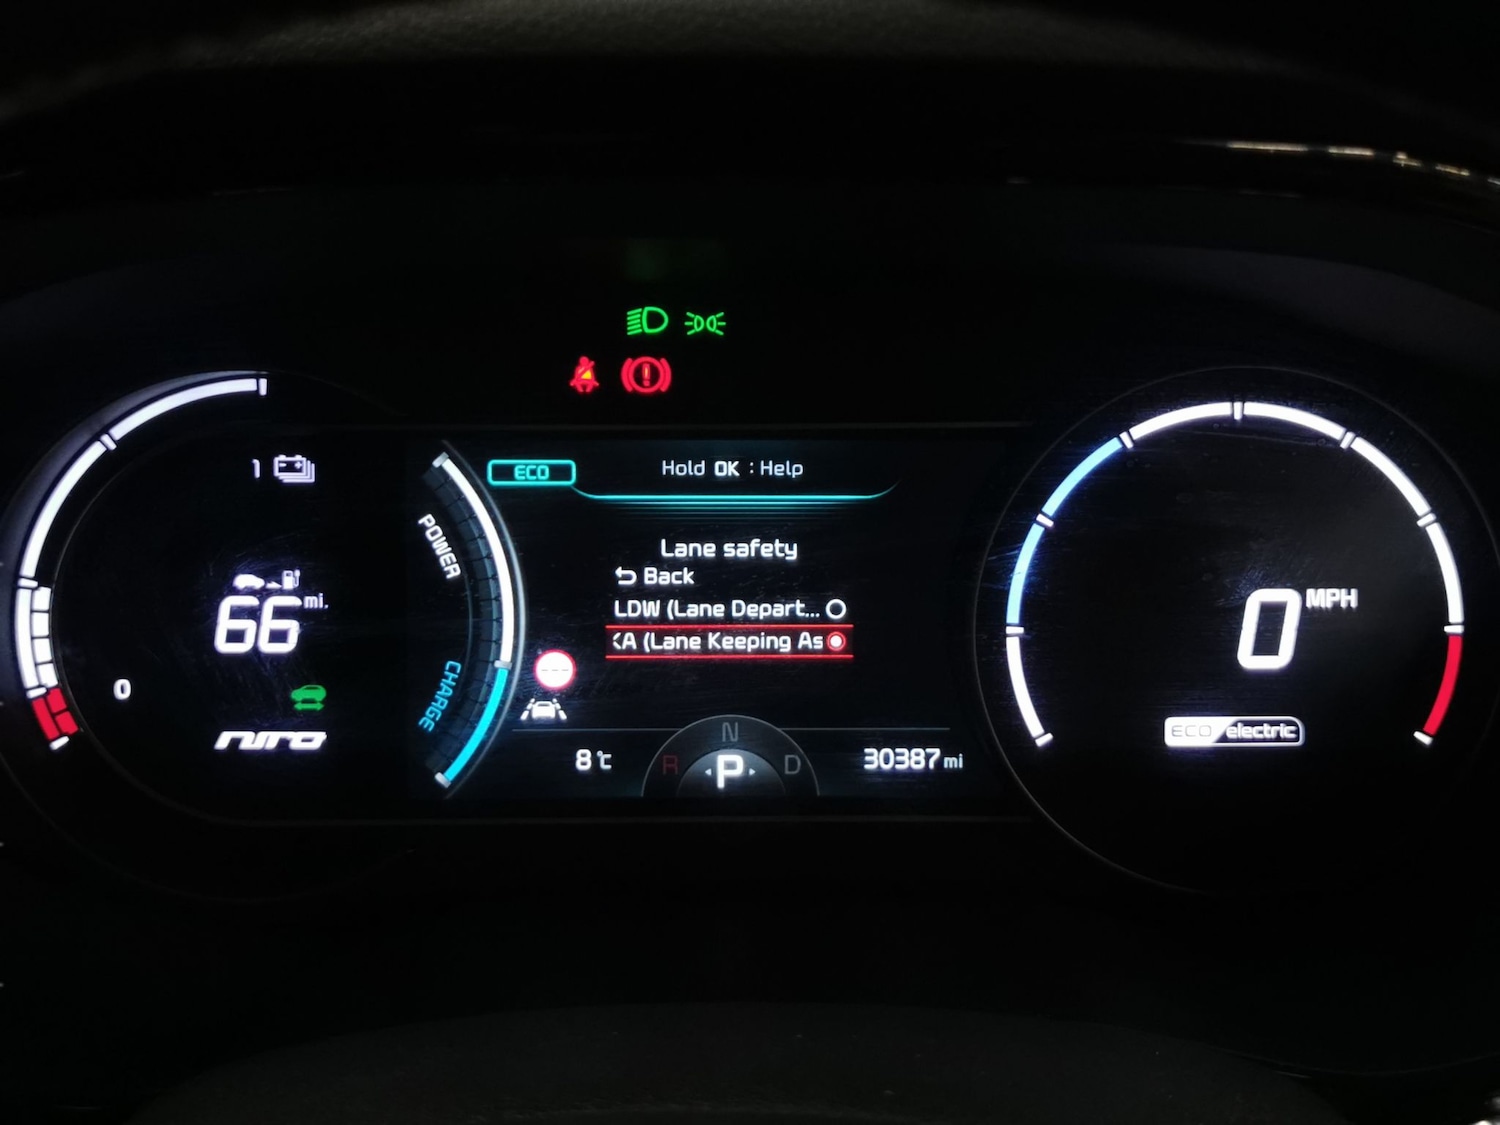 1
66 mi.
0
niro
POWER
CHARGE
ECO
Hold OK : Help
Lane safety
Back
LDW (Lane Depart...
KA (Lane Keeping As
8°C
N
R P D
30387 mi
0 MPH
ECO electric